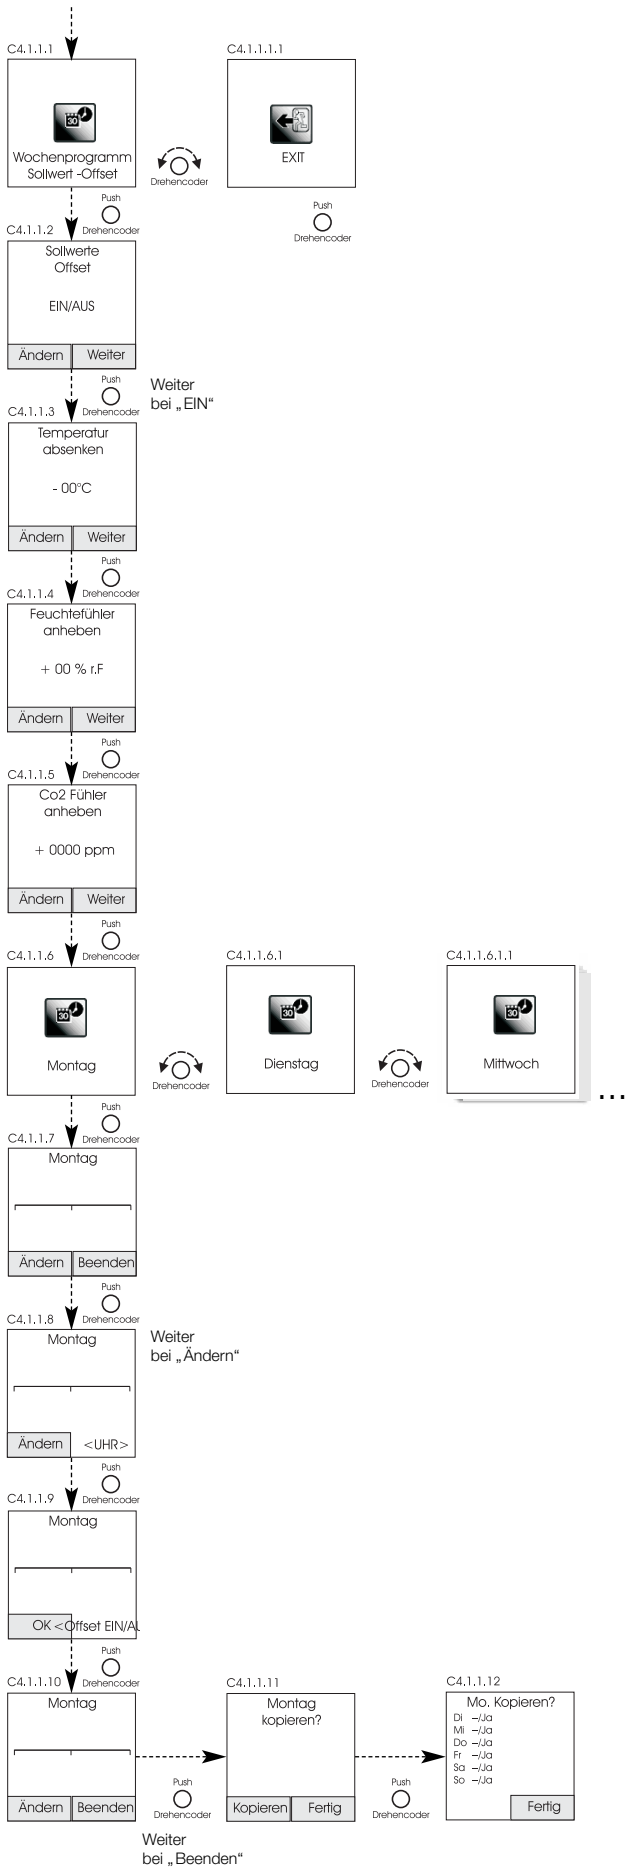 C4.1.1.1
C4.1.1.1.1
30
Wochenprogramm
Sollwert -Offset
Drehencoder
EXIT
Push
Drehencoder
Push
Drehencoder
C4.1.1.2
Sollwerte
Offset
EIN/AUS
Ändern
Weiter
Push
Drehencoder
Weiter
bei „EIN“
C4.1.1.3
Temperatur
absenken
- 00°C
Ändern
Weiter
Push
Drehencoder
C4.1.1.4
Feuchtefühler
anheben
+ 00 % r.F
Ändern
Weiter
Push
Drehencoder
C4.1.1.5
Co2 Fühler
anheben
+ 0000 ppm
Ändern
Weiter
Push
Drehencoder
C4.1.1.6
C4.1.1.6.1
C4.1.1.6.1.1
30
Montag
Drehencoder
30
Dienstag
Drehencoder
30
Mittwoch
...
Push
Drehencoder
C4.1.1.7
Montag
Ändern
Beenden
Push
Drehencoder
C4.1.1.8
Weiter
bei „Ändern“
Montag
Ändern
<UHR>
Push
Drehencoder
C4.1.1.9
Montag
OK <Offset EIN/AU
Push
Drehencoder
C4.1.1.10
Montag
Ändern
Beenden
Push
Drehencoder
Weiter
bei „Beenden“
C4.1.1.11
Montag
kopieren?
Kopieren
Fertig
Push
Drehencoder
C4.1.1.12
Mo. Kopieren?
Di –/Ja
Mi –/Ja
Do –/Ja
Fr –/Ja
Sa –/Ja
So –/Ja
Fertig